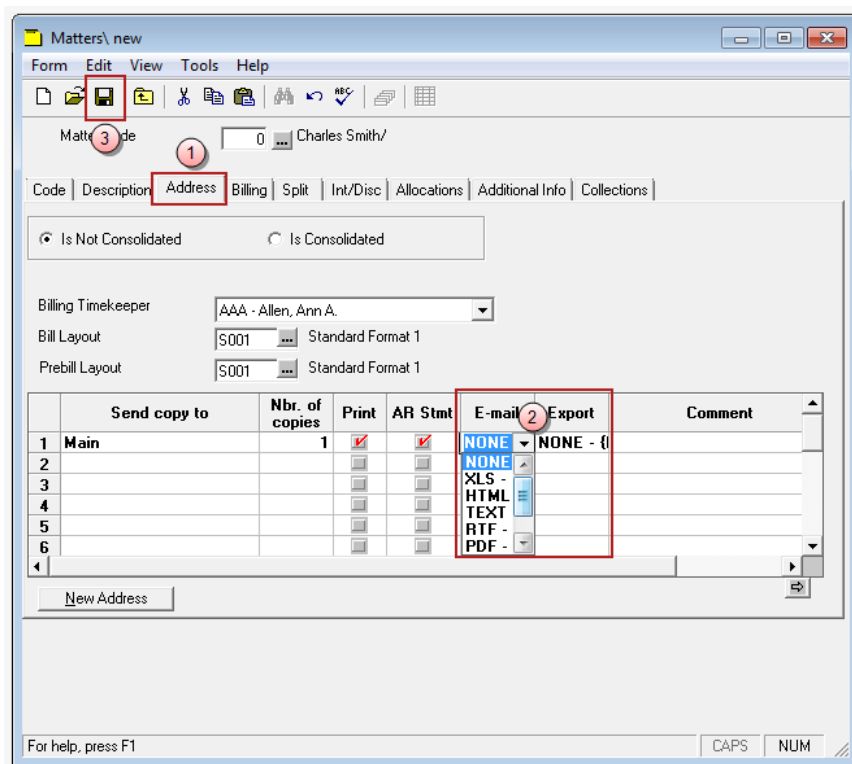 Matters\ new
Form Edit View Tools Help
ABC
3
Matte de 0 ... Charles Smith/
1
Code Description Address Billing Split Int/Disc Allocations Additional Info Collections
Is Not Consolidated Is Consolidated
Billing Timekeeper AAA - Allen, Ann A.
Bill Layout S001 ... Standard Format 1
Prebill Layout S001 ... Standard Format 1
Send copy to Nbr. of copies Print AR Stmt E-mail 2 Export Comment
1 Main 1 NONE NONE - {
2 NONE
3 XLS -
4 HTML
TEXT
5 RTF -
6 PDF -
New Address
For help, press F1 CAPS NUM